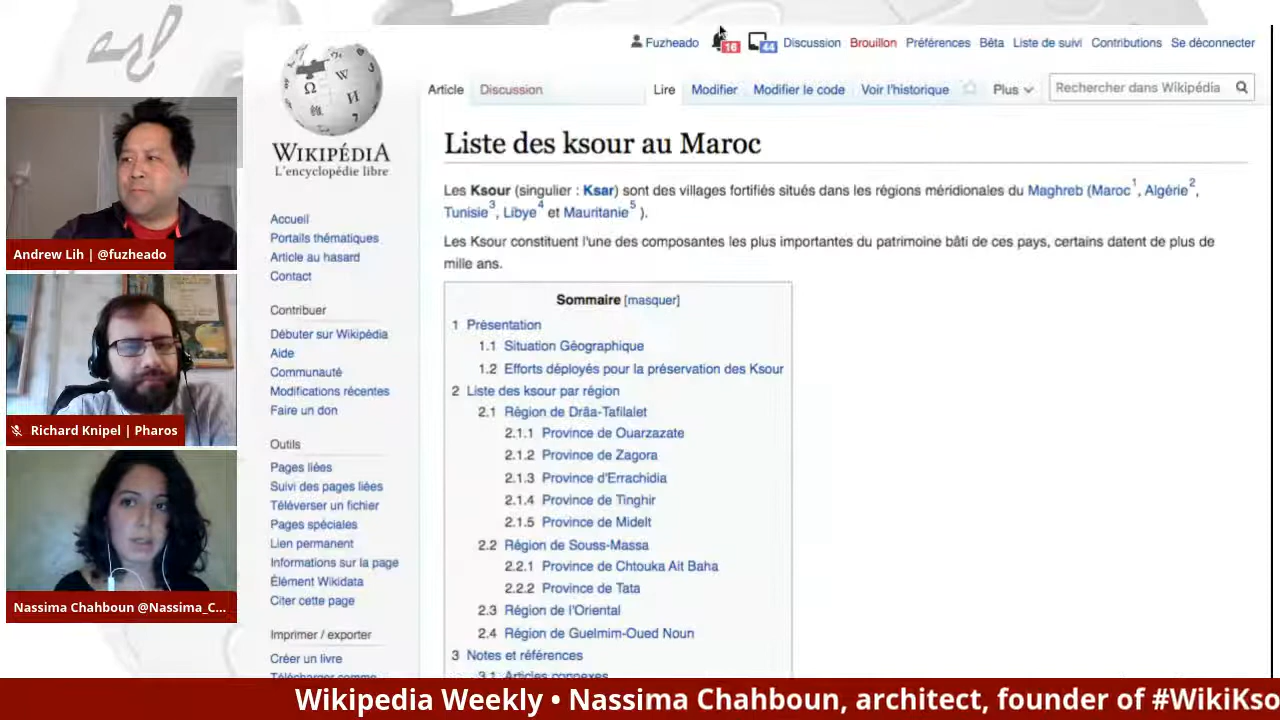 Fuzheado 16 44 Discussion Brouillon Préférences Bêta Liste de suivi Contributions Se déconnecter
Article Discussion Lire Modifier Modifier le code Voir l'historique Plus Rechercher dans Wikipédia
WIKIPÉDIA
L'encyclopédie libre
Accueil
Portails thématiques
Article au hasard
Contact
Contribuer
Débuter sur Wikipédia
Aide
Communauté
Modifications récentes
Faire un don
Outils
Pages liées
Suivi des pages liées
Téléverser un fichier
Pages spéciales
Lien permanent
Informations sur la page
Élément Wikidata
Citer cette page
Imprimer / exporter
Créer un livre
Télécharger comme
Liste des ksour au Maroc
Les Ksour (singulier : Ksar) sont des villages fortifiés situés dans les régions méridionales du Maghreb (Maroc1, Algérie2,
Tunisie3, Libye4 et Mauritanie5 ).
Les Ksour constituent l'une des composantes les plus importantes du patrimoine bâti de ces pays, certains datent de plus de
mille ans.
Sommaire [masquer]
1 Présentation
1.1 Situation Géographique
1.2 Efforts déployés pour la préservation des Ksour
2 Liste des ksour par région
2.1 Région de Drâa-Tafilalet
2.1.1 Province de Ouarzazate
2.1.2 Province de Zagora
2.1.3 Province d'Errachidia
2.1.4 Province de Tinghir
2.1.5 Province de Midelt
2.2 Région de Souss-Massa
2.2.1 Province de Chtouka Ait Baha
2.2.2 Province de Tata
2.3 Région de l'Oriental
2.4 Région de Guelmim-Oued Noun
3 Notes et références
3.1 Articles connexes
Andrew Lih | @fuzheado
Richard Knipel | Pharos
Nassima Chahboun @Nassima_C...
Wikipedia Weekly • Nassima Chahboun, architect, founder of #WikiKso